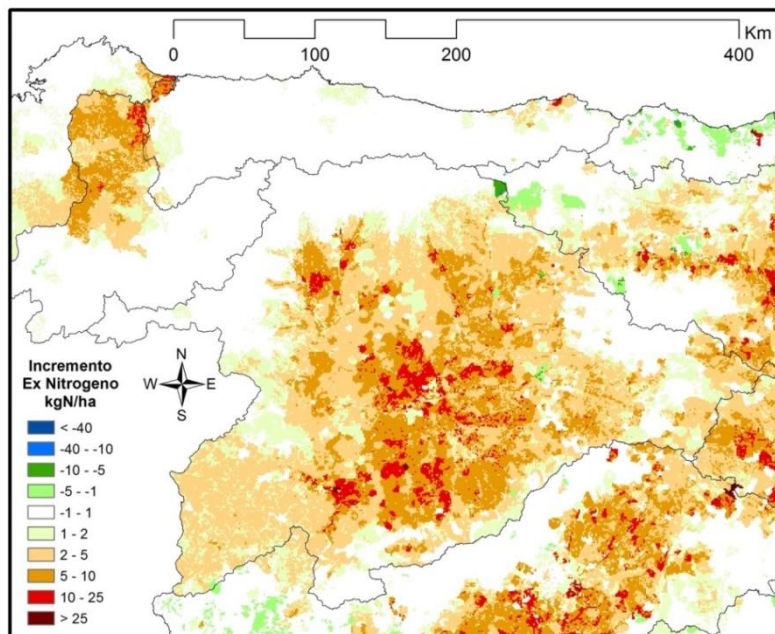 Km
0 100 200 400
Incremento
Ex Nitrogeno
kgN/ha
N
W E
S
< -40
-40 - -10
-10 - -5
-5 - -1
-1 - 1
1 - 2
2 - 5
5 - 10
10 - 25
> 25